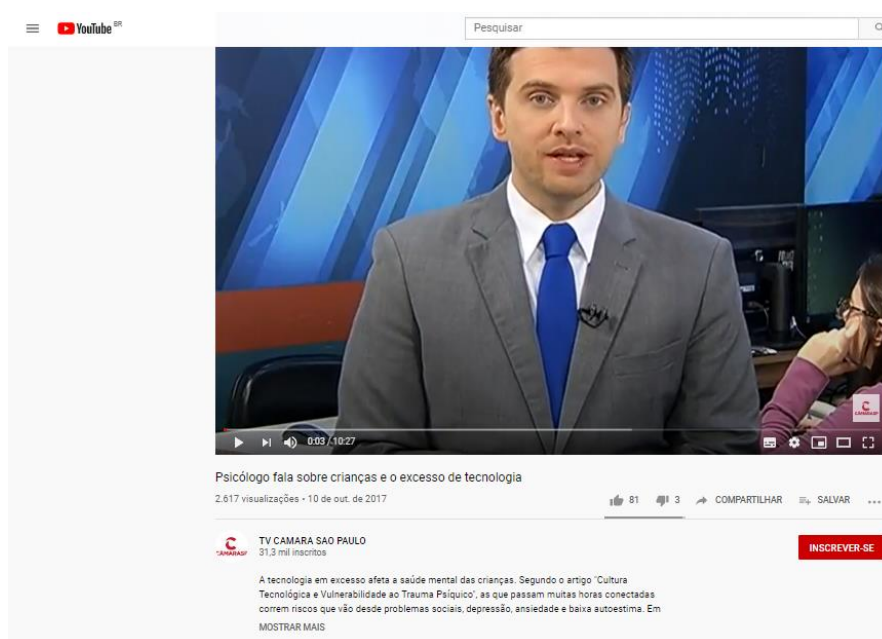 YouTube BR
Pesquisar
CAMARASP
0:03 / 10:27
Psicólogo fala sobre crianças e o excesso de tecnologia
2.617 visualizações • 10 de out. de 2017
81 3 COMPARTILHAR SALVAR ...
CAMARASP
TV CAMARA SAO PAULO
31,3 mil inscritos
INSCREVER-SE
A tecnologia em excesso afeta a saúde mental das crianças. Segundo o artigo "Cultura
Tecnológica e Vulnerabilidade ao Trauma Psíquico", as que passam muitas horas conectadas
correm riscos que vão desde problemas sociais, depressão, ansiedade e baixa autoestima. Em
MOSTRAR MAIS